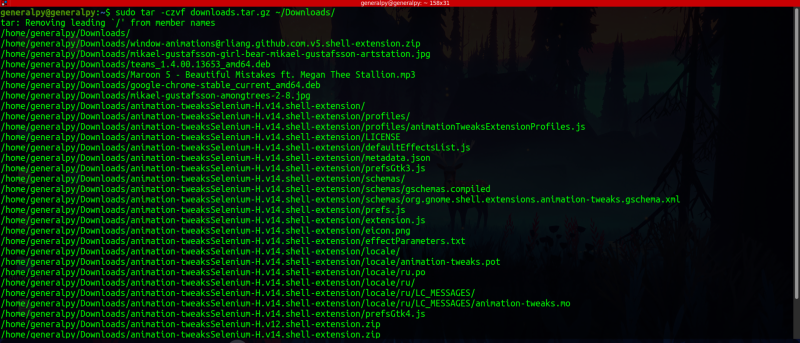 generalpy@generalpy: ~ 158x31
generalpy@generalpy:~$ sudo tar -czvf downloads.tar.gz ~/Downloads/
tar: Removing leading `/' from member names
/home/generalpy/Downloads/
/home/generalpy/Downloads/window-animations@rliang.github.com.v5.shell-extension.zip
/home/generalpy/Downloads/mikael-gustafsson-girl-bear-mikael-gustafsson-artstation.jpg
/home/generalpy/Downloads/teams_1.4.00.13653_amd64.deb
/home/generalpy/Downloads/Maroon 5 - Beautiful Mistakes ft. Megan Thee Stallion.mp3
/home/generalpy/Downloads/google-chrome-stable_current_amd64.deb
/home/generalpy/Downloads/mikael-gustafsson-amongtrees-2-8.jpg
/home/generalpy/Downloads/animation-tweaksSelenium-H.v14.shell-extension/
/home/generalpy/Downloads/animation-tweaksSelenium-H.v14.shell-extension/profiles/
/home/generalpy/Downloads/animation-tweaksSelenium-H.v14.shell-extension/profiles/animationTweaksExtensionProfiles.js
/home/generalpy/Downloads/animation-tweaksSelenium-H.v14.shell-extension/LICENSE
/home/generalpy/Downloads/animation-tweaksSelenium-H.v14.shell-extension/defaultEffectsList.js
/home/generalpy/Downloads/animation-tweaksSelenium-H.v14.shell-extension/metadata.json
/home/generalpy/Downloads/animation-tweaksSelenium-H.v14.shell-extension/prefsGtk3.js
/home/generalpy/Downloads/animation-tweaksSelenium-H.v14.shell-extension/schemas/
/home/generalpy/Downloads/animation-tweaksSelenium-H.v14.shell-extension/schemas/gschemas.compiled
/home/generalpy/Downloads/animation-tweaksSelenium-H.v14.shell-extension/schemas/org.gnome.shell.extensions.animation-tweaks.gschema.xml
/home/generalpy/Downloads/animation-tweaksSelenium-H.v14.shell-extension/prefs.js
/home/generalpy/Downloads/animation-tweaksSelenium-H.v14.shell-extension/extension.js
/home/generalpy/Downloads/animation-tweaksSelenium-H.v14.shell-extension/eicon.png
/home/generalpy/Downloads/animation-tweaksSelenium-H.v14.shell-extension/effectParameters.txt
/home/generalpy/Downloads/animation-tweaksSelenium-H.v14.shell-extension/locale/
/home/generalpy/Downloads/animation-tweaksSelenium-H.v14.shell-extension/locale/animation-tweaks.pot
/home/generalpy/Downloads/animation-tweaksSelenium-H.v14.shell-extension/locale/ru.po
/home/generalpy/Downloads/animation-tweaksSelenium-H.v14.shell-extension/locale/ru/
/home/generalpy/Downloads/animation-tweaksSelenium-H.v14.shell-extension/locale/ru/LC_MESSAGES/
/home/generalpy/Downloads/animation-tweaksSelenium-H.v14.shell-extension/locale/ru/LC_MESSAGES/animation-tweaks.mo
/home/generalpy/Downloads/animation-tweaksSelenium-H.v14.shell-extension/prefsGtk4.js
/home/generalpy/Downloads/animation-tweaksSelenium-H.v12.shell-extension.zip
/home/generalpy/Downloads/animation-tweaksSelenium-H.v14.shell-extension.zip